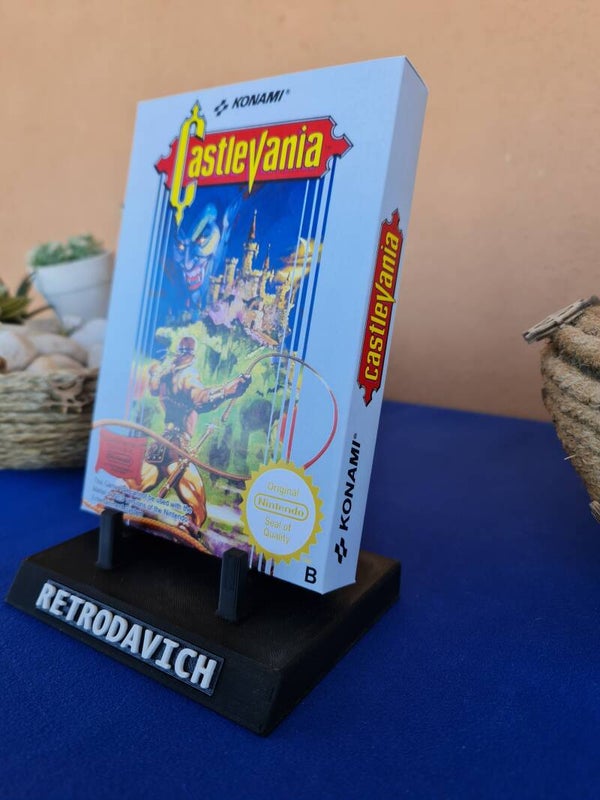 KONAMI®
Castlevania
Castlevania
KONAMI®
Original
Nintendo
Seal of
Quality
B
RETRODAVICH